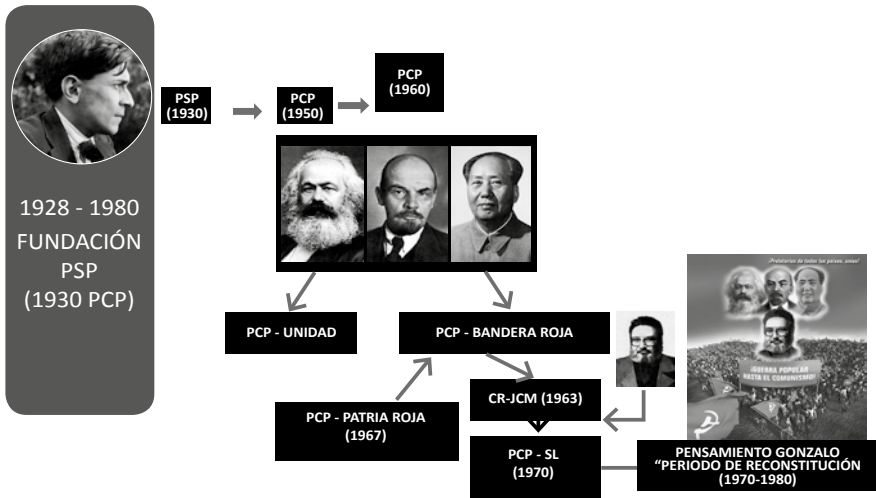 1928 - 1980
FUNDACIÓN
PSP
(1930 PCP)
PSP
(1930)
PCP
(1950)
PCP
(1960)
PCP - UNIDAD
PCP - BANDERA ROJA
PCP - PATRIA ROJA
(1967)
CR-JCM (1963)
PCP - SL
(1970)
¡Proletarios de todos los países, uníos!
¡GUERRA POPULAR
HASTA EL COMUNISMO!
PENSAMIENTO GONZALO
“PERIODO DE RECONSTITUCIÓN
(1970-1980)